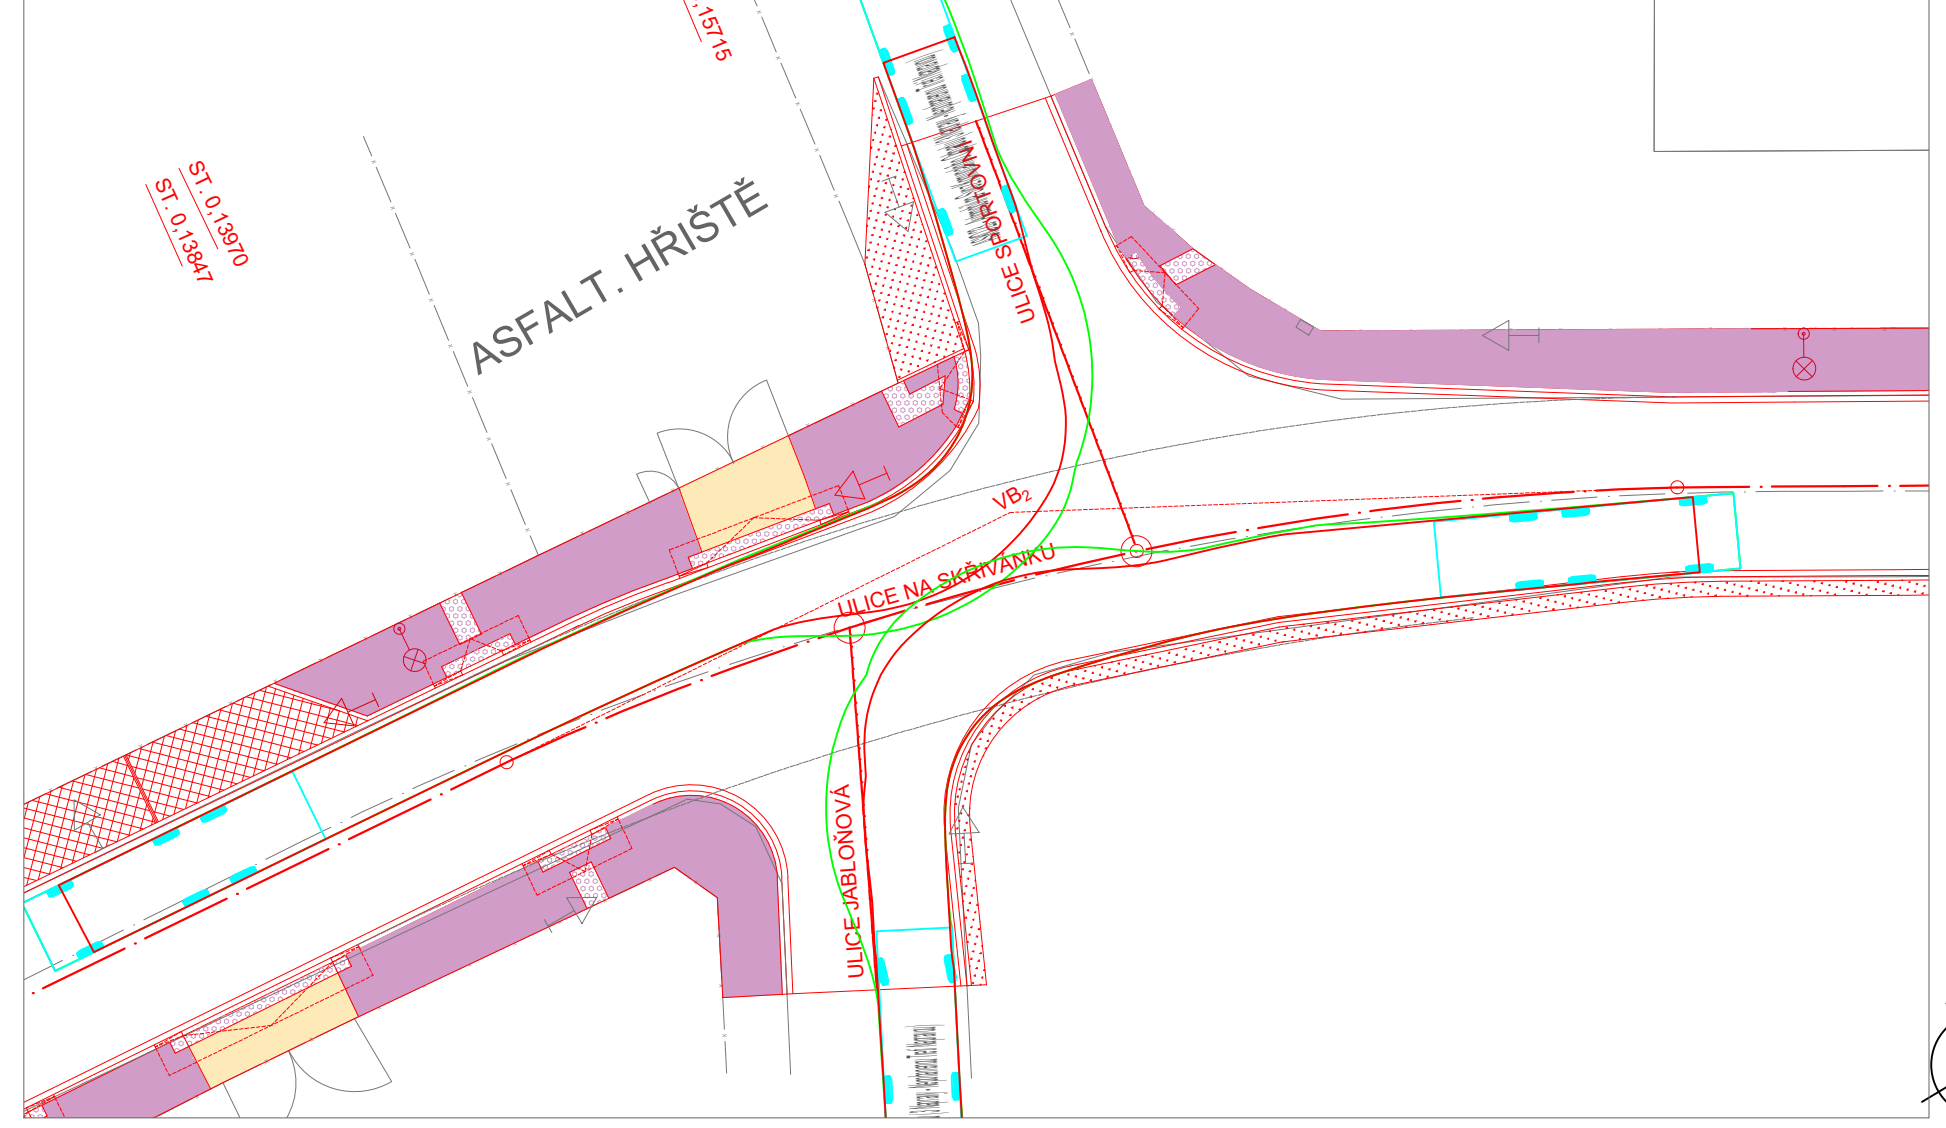 ,15715
ST. 0,13970
ST. 0,13847
ASFALT. HŘIŠTĚ
ULICE SPORTOVNÍ
VB₂
ULICE NA SKŘIVÁNKU
ULICE JABLOŇOVÁ